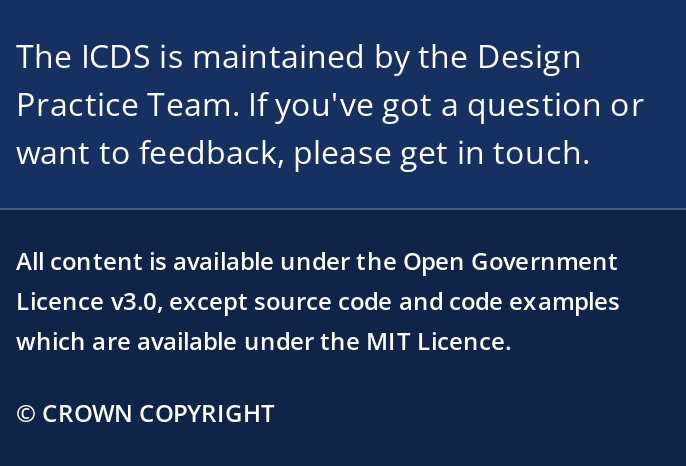 The ICDS is maintained by the Design
Practice Team. If you've got a question or
want to feedback, please get in touch.
All content is available under the Open Government
Licence v3.0, except source code and code examples
which are available under the MIT Licence.
© CROWN COPYRIGHT